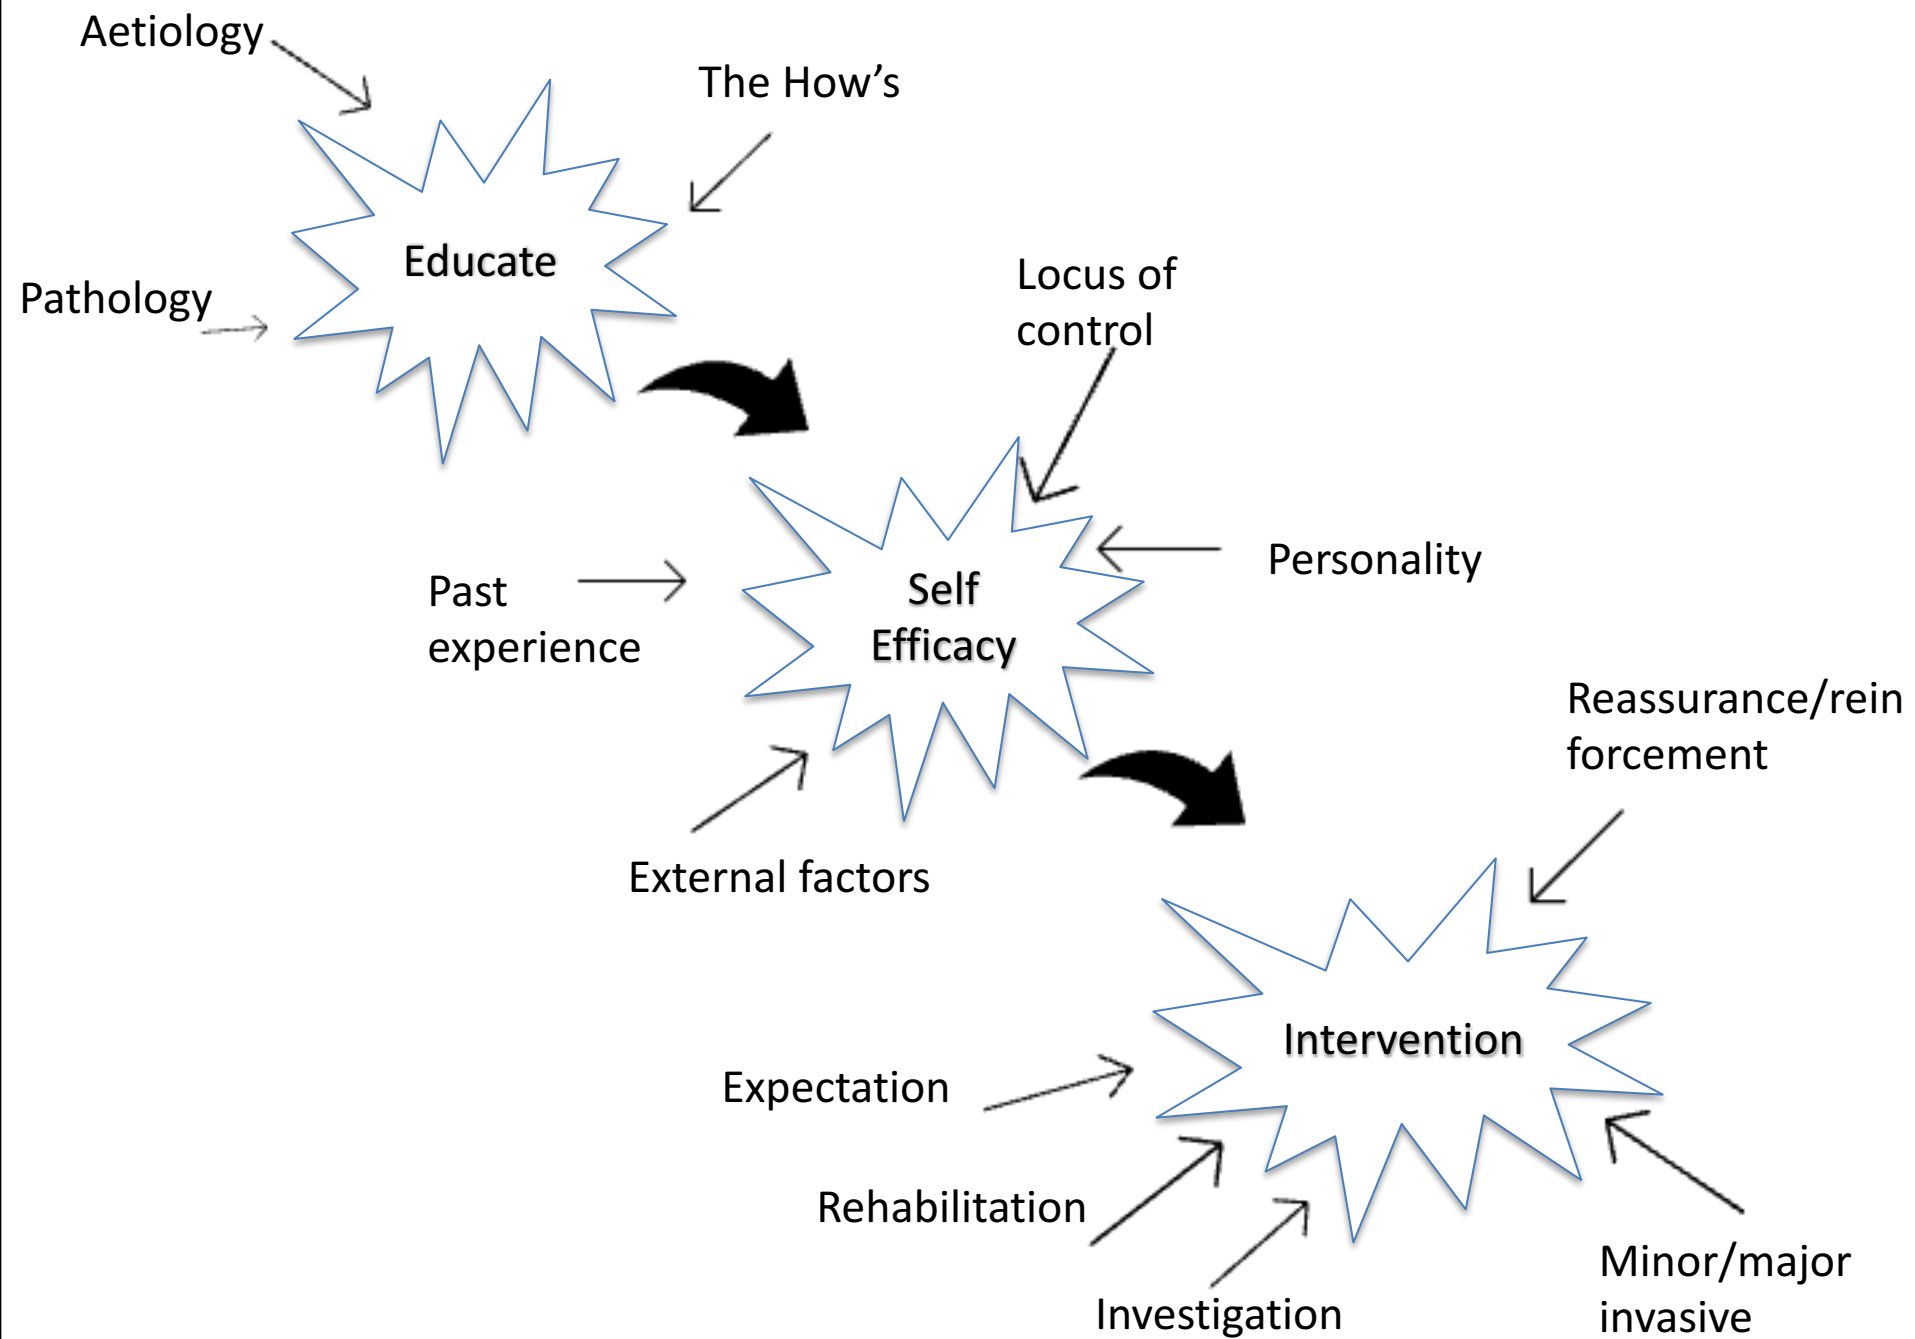 Aetiology
The How’s
Educate
Pathology
Locus of
control
Self
Efficacy
Personality
Past
experience
External factors
Reassurance/rein
forcement
Intervention
Expectation
Rehabilitation
Investigation
Minor/major
invasive